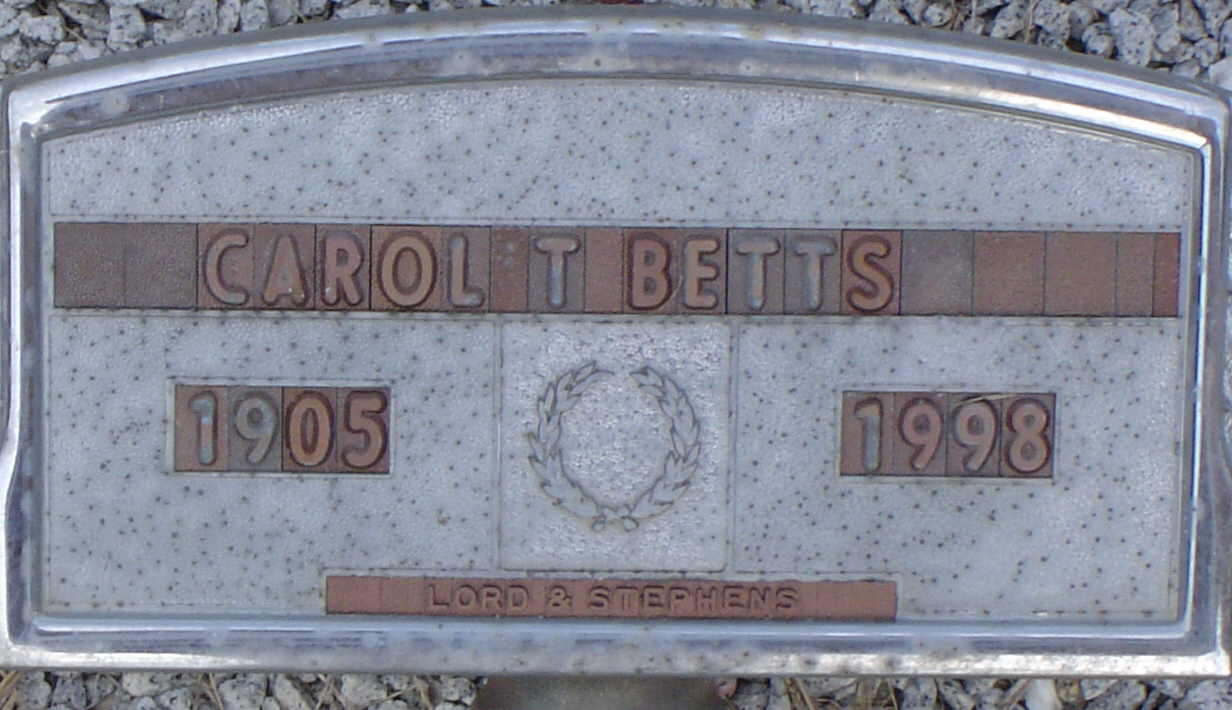 CAROL T BETTS
1905 1998
LORD & STEPHENS